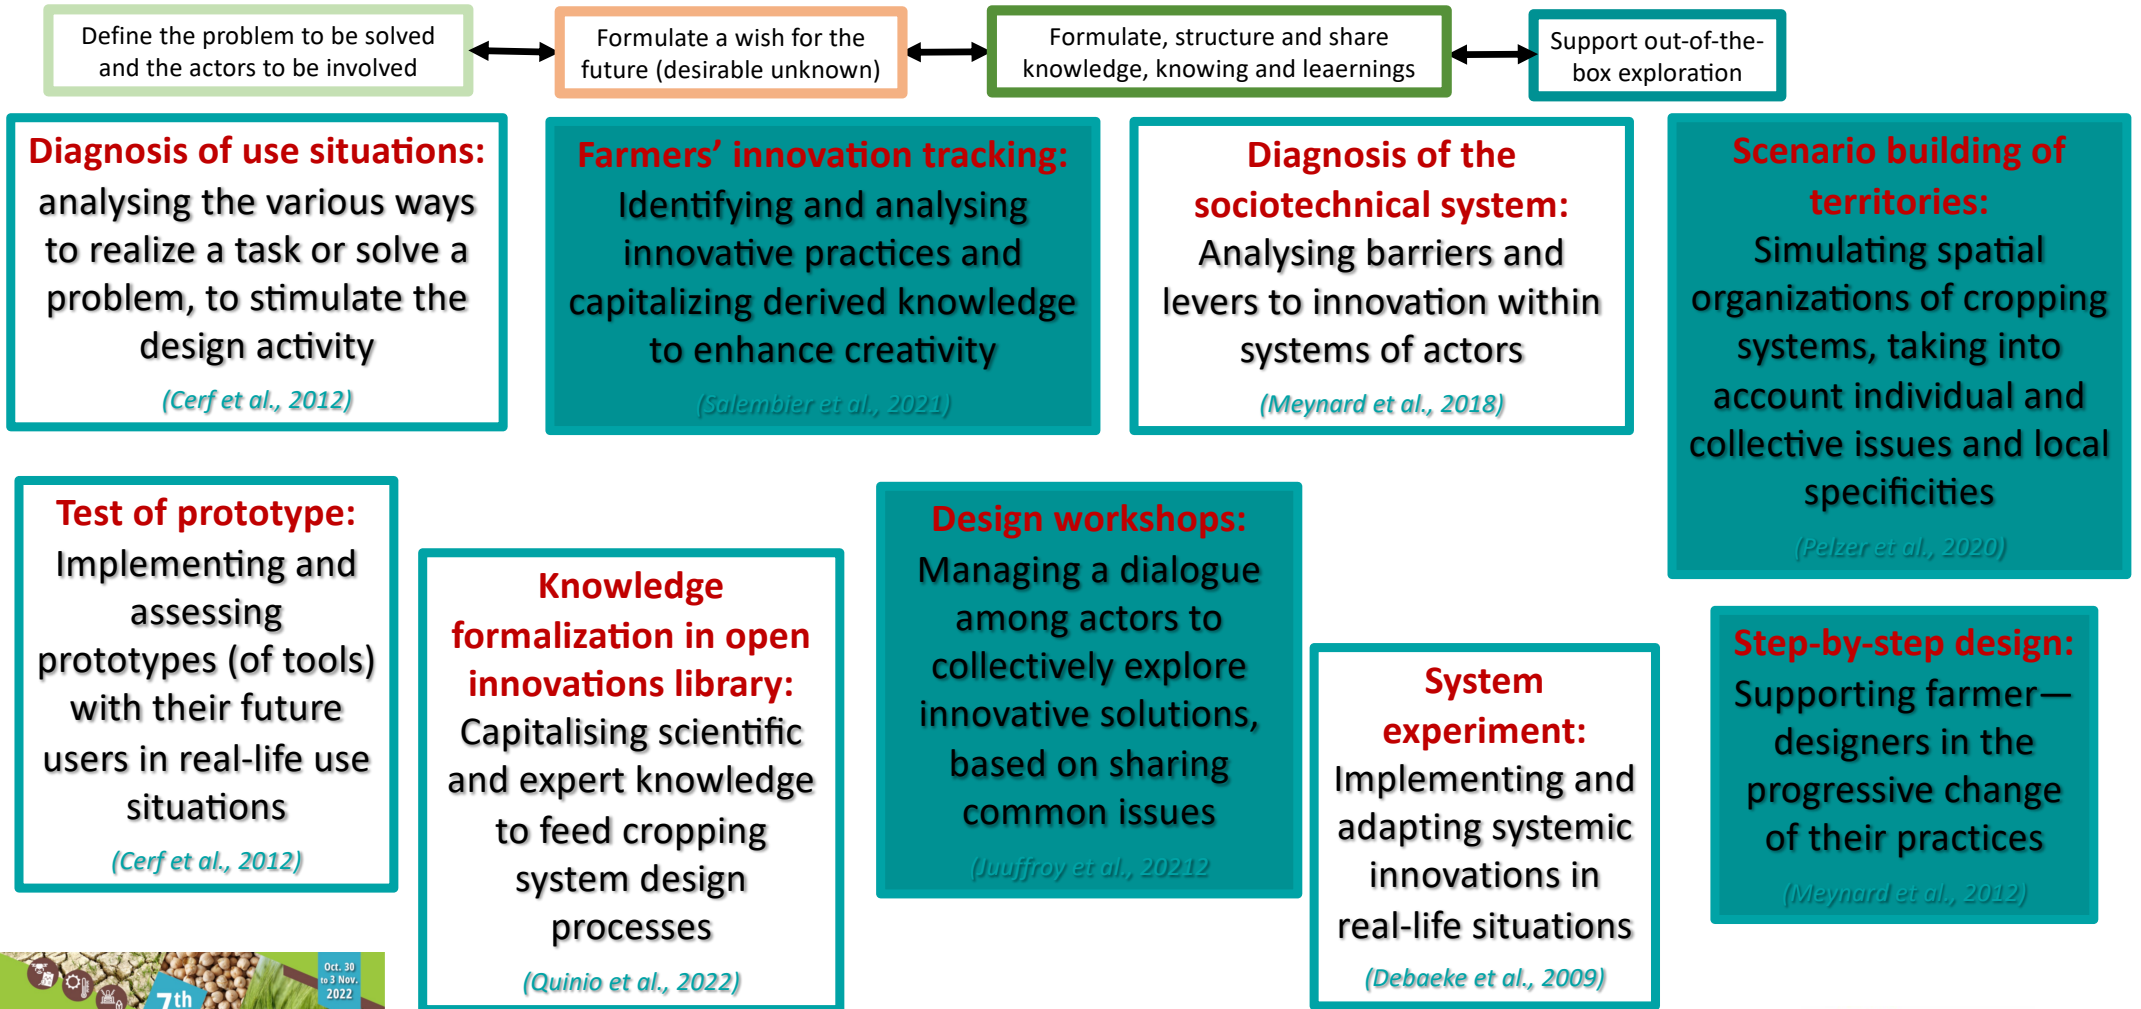 Define the problem to be solved
and the actors to be involved
Formulate a wish for the
future (desirable unknown)
Formulate, structure and share
knowledge, knowing and leaernings
Support out-of-the-
box exploration
Diagnosis of use situations:
analysing the various ways
to realize a task or solve a
problem, to stimulate the
design activity
(Cerf et al., 2012)
Farmers’ innovation tracking:
Identifying and analysing
innovative practices and
capitalizing derived knowledge
to enhance creativity
(Salembier et al., 2021)
Diagnosis of the
sociotechnical system:
Analysing barriers and
levers to innovation within
systems of actors
(Meynard et al., 2018)
Scenario building of
territories:
Simulating spatial
organizations of cropping
systems, taking into
account individual and
collective issues and local
specificities
(Pelzer et al., 2020)
Test of prototype:
Implementing and
assessing
prototypes (of tools)
with their future
users in real-life use
situations
(Cerf et al., 2012)
Knowledge
formalization in open
innovations library:
Capitalising scientific
and expert knowledge
to feed cropping
system design
processes
(Quinio et al., 2022)
Design workshops:
Managing a dialogue
among actors to
collectively explore
innovative solutions,
based on sharing
common issues
(Juuffroy et al., 20212
System
experiment:
Implementing and
adapting systemic
innovations in
real-life situations
(Debaeke et al., 2009)
Step-by-step design:
Supporting farmer—
designers in the
progressive change
of their practices
(Meynard et al., 2012)
Oct. 30
to 3 Nov.
2022
7th